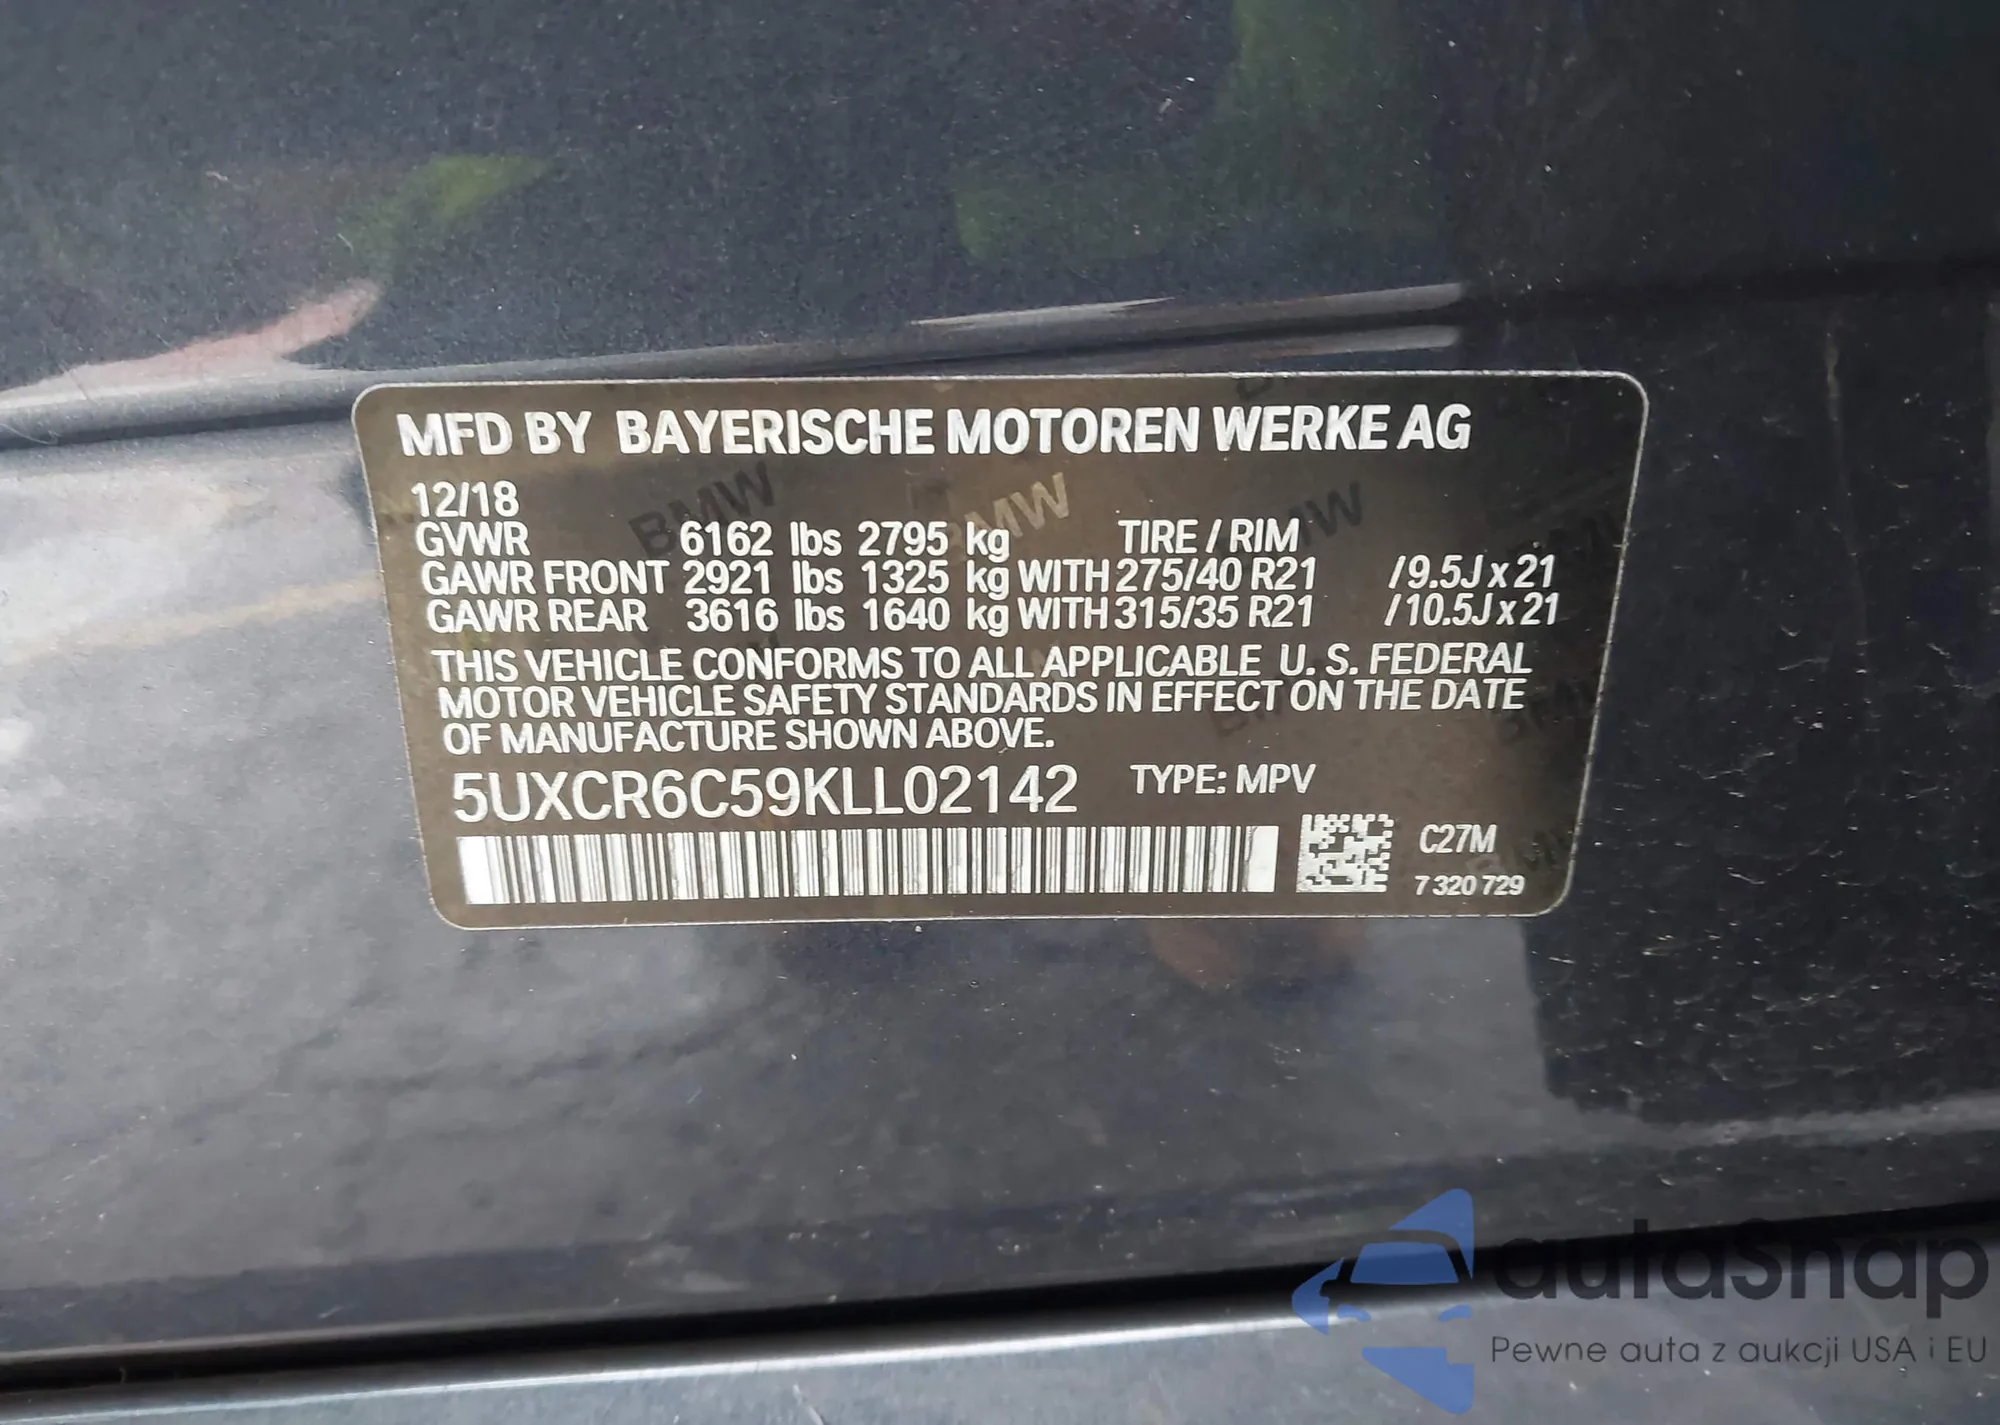 MFD BY BAYERISCHE MOTOREN WERKE AG
12/18
GVWR 6162 lbs 2795 kg TIRE / RIM
GAWR FRONT 2921 lbs 1325 kg WITH 275/40 R21 /9.5J x 21
GAWR REAR 3616 lbs 1640 kg WITH 315/35 R21 /10.5J x 21
THIS VEHICLE CONFORMS TO ALL APPLICABLE U. S. FEDERAL
MOTOR VEHICLE SAFETY STANDARDS IN EFFECT ON THE DATE
OF MANUFACTURE SHOWN ABOVE.
5UXCR6C59KLL02142 TYPE: MPV
C27M
7 320 729
autaSnap
Pewne auta z aukcji USA i EU